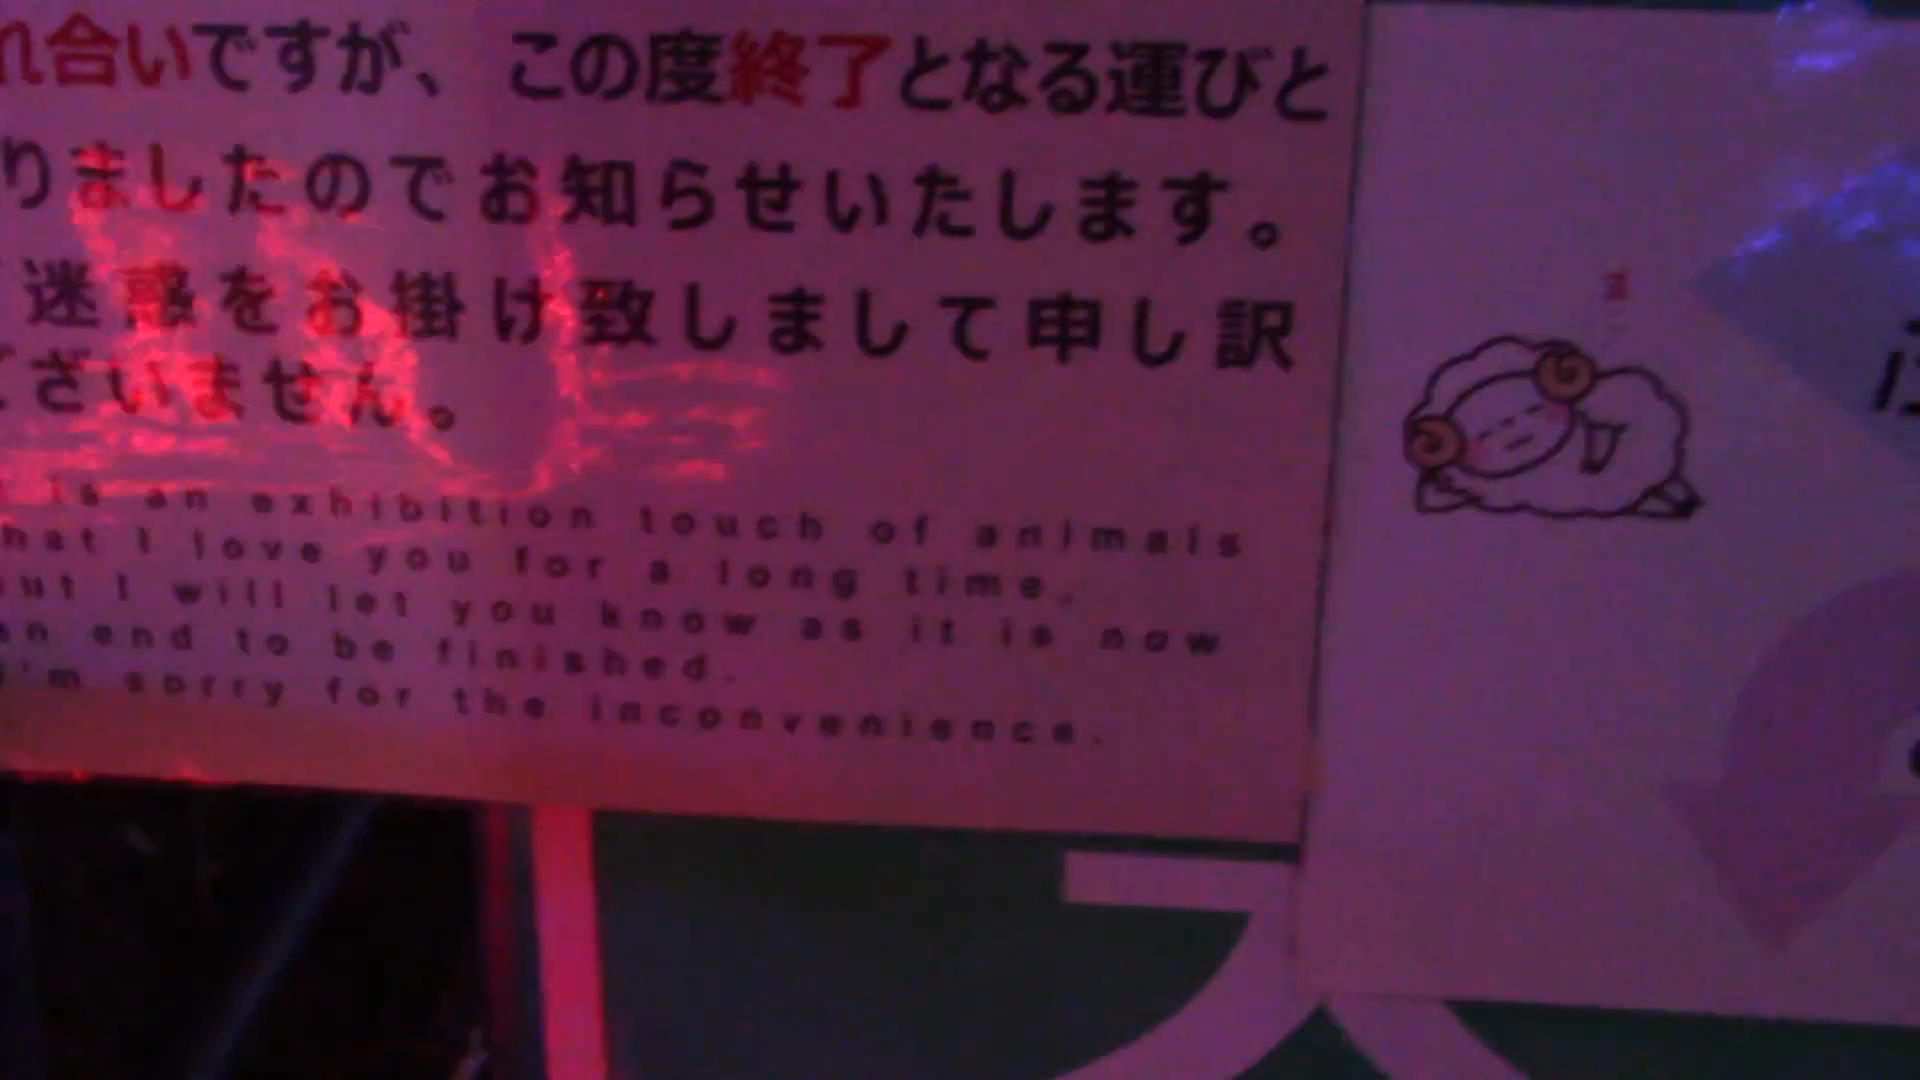 れ合いですが、この度終了となる運びと
りましたのでお知らせいたします。
迷惑をお掛け致しまして申し訳
ございません。
is an exhibition touch of animals
hat I love you for a long time.
ut I will let you know as it is now
an end to be finished.
I'm sorry for the inconvenience.
ス